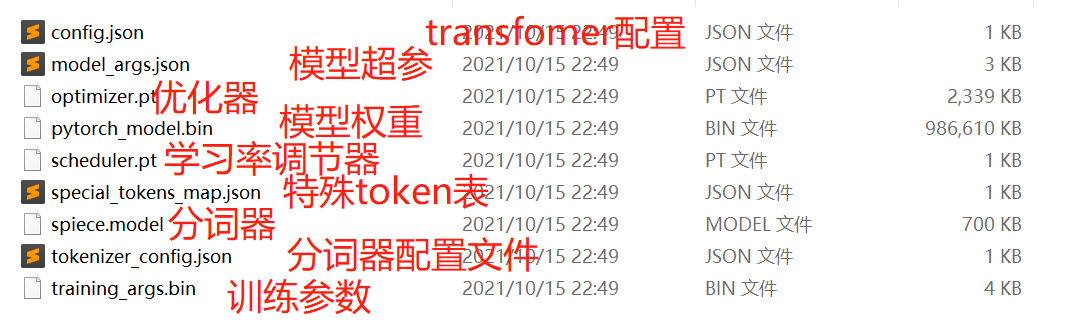 config.json transfomer配置 2021/10/15 22:49 JSON 文件 1 KB
model_args.json 模型超参 2021/10/15 22:49 JSON 文件 3 KB
optimizer.pt 优化器 2021/10/15 22:49 PT 文件 2,339 KB
pytorch_model.bin 模型权重 2021/10/15 22:49 BIN 文件 986,610 KB
scheduler.pt 学习率调节器 2021/10/15 22:49 PT 文件 1 KB
special_tokens_map.json 特殊token表 2021/10/15 22:49 JSON 文件 1 KB
spiece.model 分词器 2021/10/15 22:49 MODEL 文件 700 KB
tokenizer_config.json 分词器配置文件 2021/10/15 22:49 JSON 文件 1 KB
training_args.bin 训练参数 2021/10/15 22:49 BIN 文件 4 KB